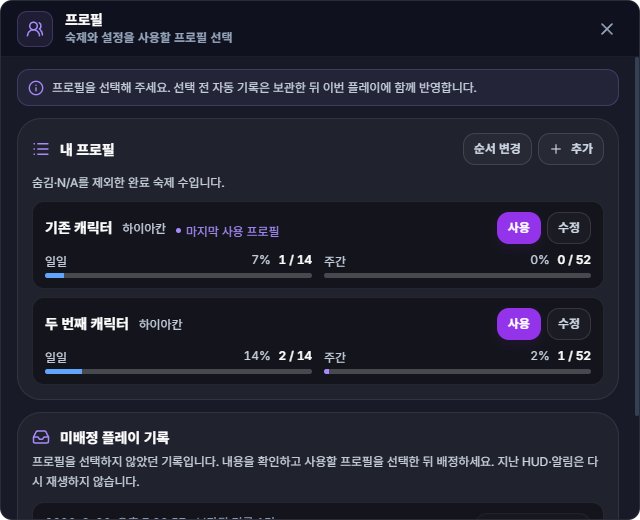 프로필
숙제와 설정을 사용할 프로필 선택
프로필을 선택해 주세요. 선택 전 자동 기록은 보관한 뒤 이번 플레이에 함께 반영합니다.
내 프로필
순서 변경
+ 추가
숨김·N/A를 제외한 완료 숙제 수입니다.
기존 캐릭터 하이아칸 • 마지막 사용 프로필
사용
수정
일일 7% 1 / 14
주간 0% 0 / 52
두 번째 캐릭터 하이아칸
사용
수정
일일 14% 2 / 14
주간 2% 1 / 52
미배정 플레이 기록
프로필을 선택하지 않았던 기록입니다. 내용을 확인하고 사용할 프로필을 선택한 뒤 배정하세요. 지난 HUD·알림은 다
시 재생하지 않습니다.